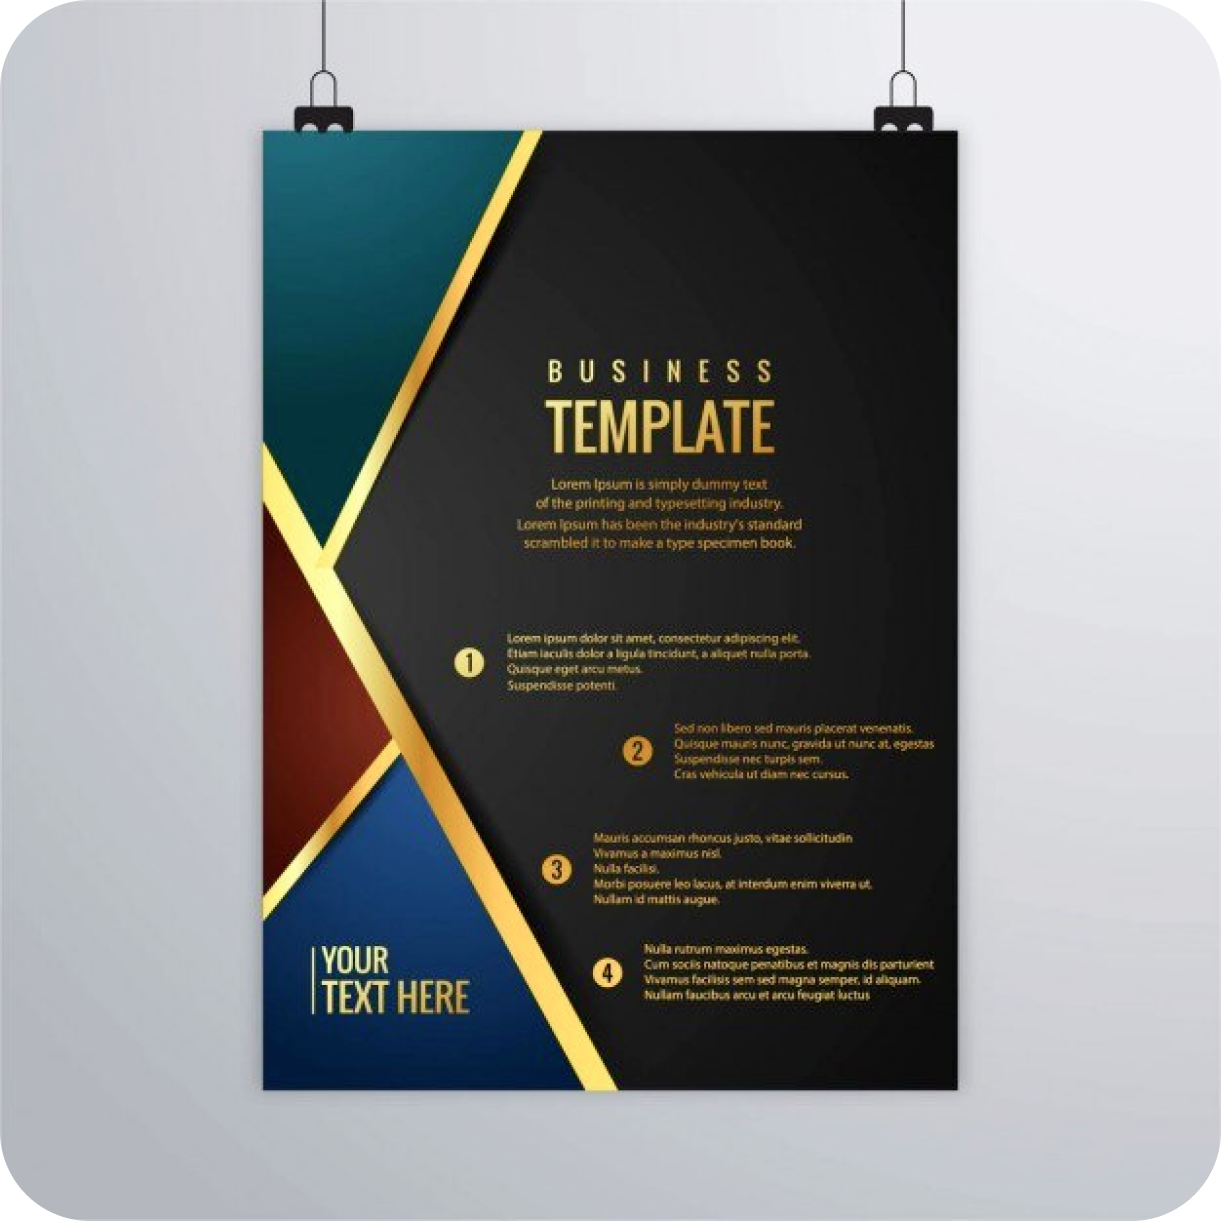 BUSINESS
TEMPLATE
Lorem Ipsum is simply dummy text
of the printing and typesetting industry.
Lorem Ipsum has been the industry's standard
scrambled it to make a type specimen book.
1
Lorem ipsum dolor sit amet, consectetur adipiscing elit.
Etiam iaculis dolor a ligula tincidunt, a aliquet nulla porta.
Quisque eget arcu metus.
Suspendisse potenti.
2
Sed non libero sed mauris placerat venenatis.
Quisque mauris nunc, gravida ut nunc at, egestas
Suspendisse nec turpis sem.
Cras vehicula ut diam nec cursus.
3
Mauris accumsan rhoncus justo, vitae sollicitudin
Vivamus a maximus nisl.
Nulla facilisi.
Morbi posuere leo lacus, at interdum enim viverra ut.
Nullam id mattis augue.
4
Nulla rutrum maximus egestas.
Cum sociis natoque penatibus et magnis dis parturient
Vivamus facilisis sem sed magna semper, id aliquam.
Nullam faucibus arcu et arcu feugiat luctus
YOUR
TEXT HERE